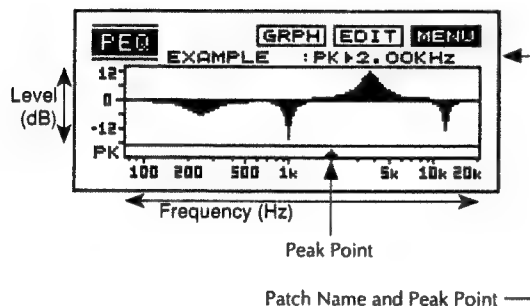 PEQ GRPH EDIT MENU
EXAMPLE :PK▸2.00KHz
12
Level
(dB)
0
-12
PK
100 200 500 1k 5k 10k 20k
Frequency (Hz)
Peak Point
Patch Name and Peak Point